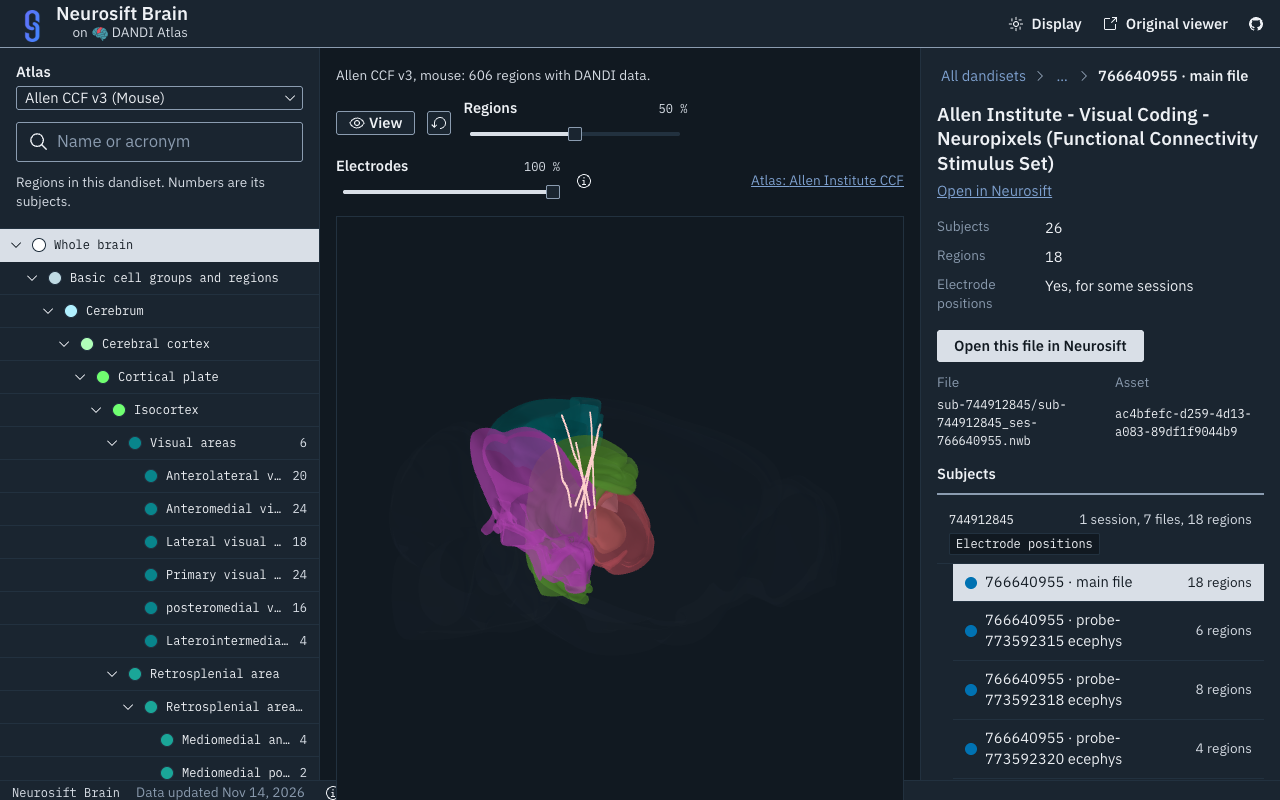 Neurosift Brain
on 🧠 DANDI Atlas
Display
Original viewer
Atlas
Allen CCF v3 (Mouse)
Name or acronym
Regions in this dandiset. Numbers are its
subjects.
Whole brain
Basic cell groups and regions
Cerebrum
Cerebral cortex
Cortical plate
Isocortex
Visual areas 6
Anterolateral v… 20
Anteromedial vi… 24
Lateral visual … 18
Primary visual … 24
posteromedial v… 16
Laterointermedia… 4
Retrosplenial area
Retrosplenial area…
Mediomedial an… 4
Mediomedial po… 2
Neurosift Brain Data updated Nov 14, 2026
Allen CCF v3, mouse: 606 regions with DANDI data.
View
Regions 50 %
Electrodes 100 %
Atlas: Allen Institute CCF
All dandisets … 766640955 · main file
Allen Institute - Visual Coding -
Neuropixels (Functional Connectivity
Stimulus Set)
Open in Neurosift
Subjects 26
Regions 18
Electrode
positions
Yes, for some sessions
Open this file in Neurosift
File
sub-744912845/sub-
744912845_ses-
766640955.nwb
Asset
ac4bfefc-d259-4d13-
a083-89df1f9044b9
Subjects
744912845 1 session, 7 files, 18 regions
Electrode positions
766640955 · main file 18 regions
766640955 · probe-
773592315 ecephys
6 regions
766640955 · probe-
773592318 ecephys
8 regions
766640955 · probe-
773592320 ecephys
4 regions